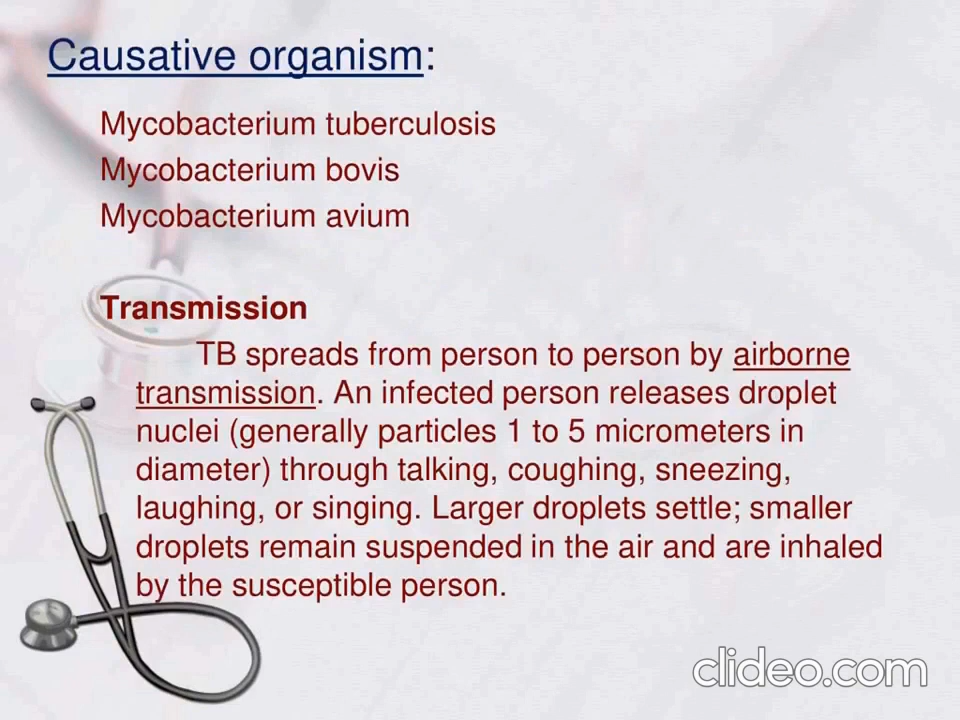 Causative organism:
Mycobacterium tuberculosis
Mycobacterium bovis
Mycobacterium avium
Transmission
TB spreads from person to person by airborne
transmission. An infected person releases droplet
nuclei (generally particles 1 to 5 micrometers in
diameter) through talking, coughing, sneezing,
laughing, or singing. Larger droplets settle; smaller
droplets remain suspended in the air and are inhaled
by the susceptible person.
clideo.com